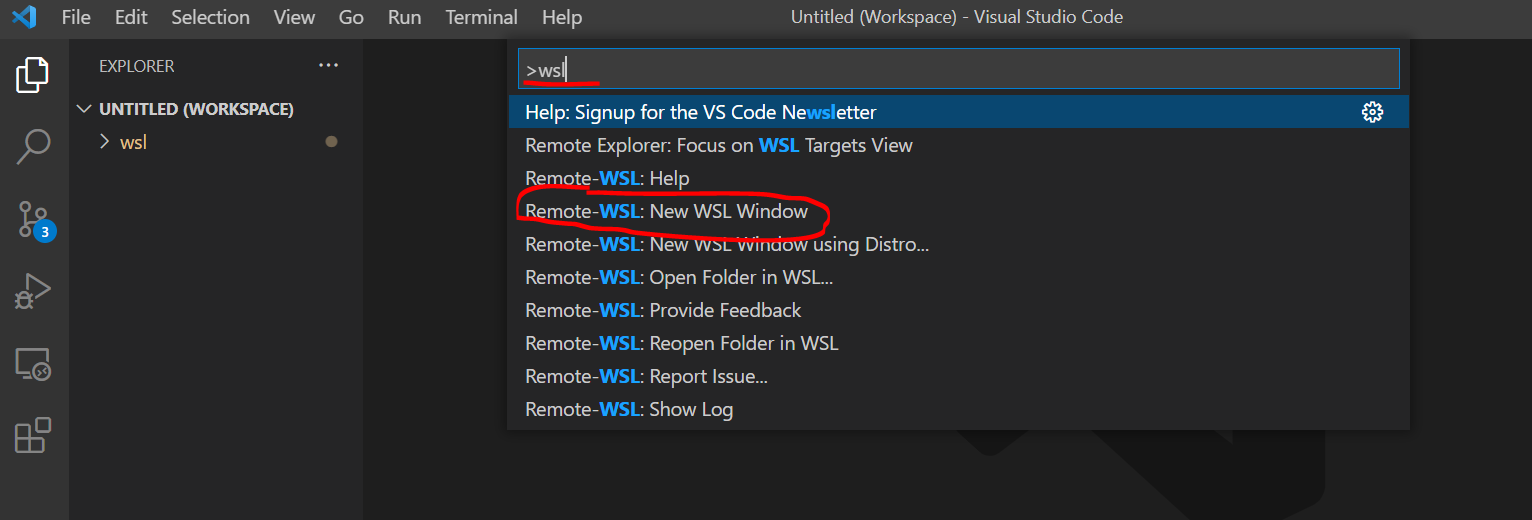 File Edit Selection View Go Run Terminal Help Untitled (Workspace) - Visual Studio Code
EXPLORER ...
>wsl
UNTITLED (WORKSPACE)
wsl
3
Help: Signup for the VS Code Newsletter
Remote Explorer: Focus on WSL Targets View
Remote-WSL: Help
Remote-WSL: New WSL Window
Remote-WSL: New WSL Window using Distro...
Remote-WSL: Open Folder in WSL...
Remote-WSL: Provide Feedback
Remote-WSL: Reopen Folder in WSL
Remote-WSL: Report Issue...
Remote-WSL: Show Log